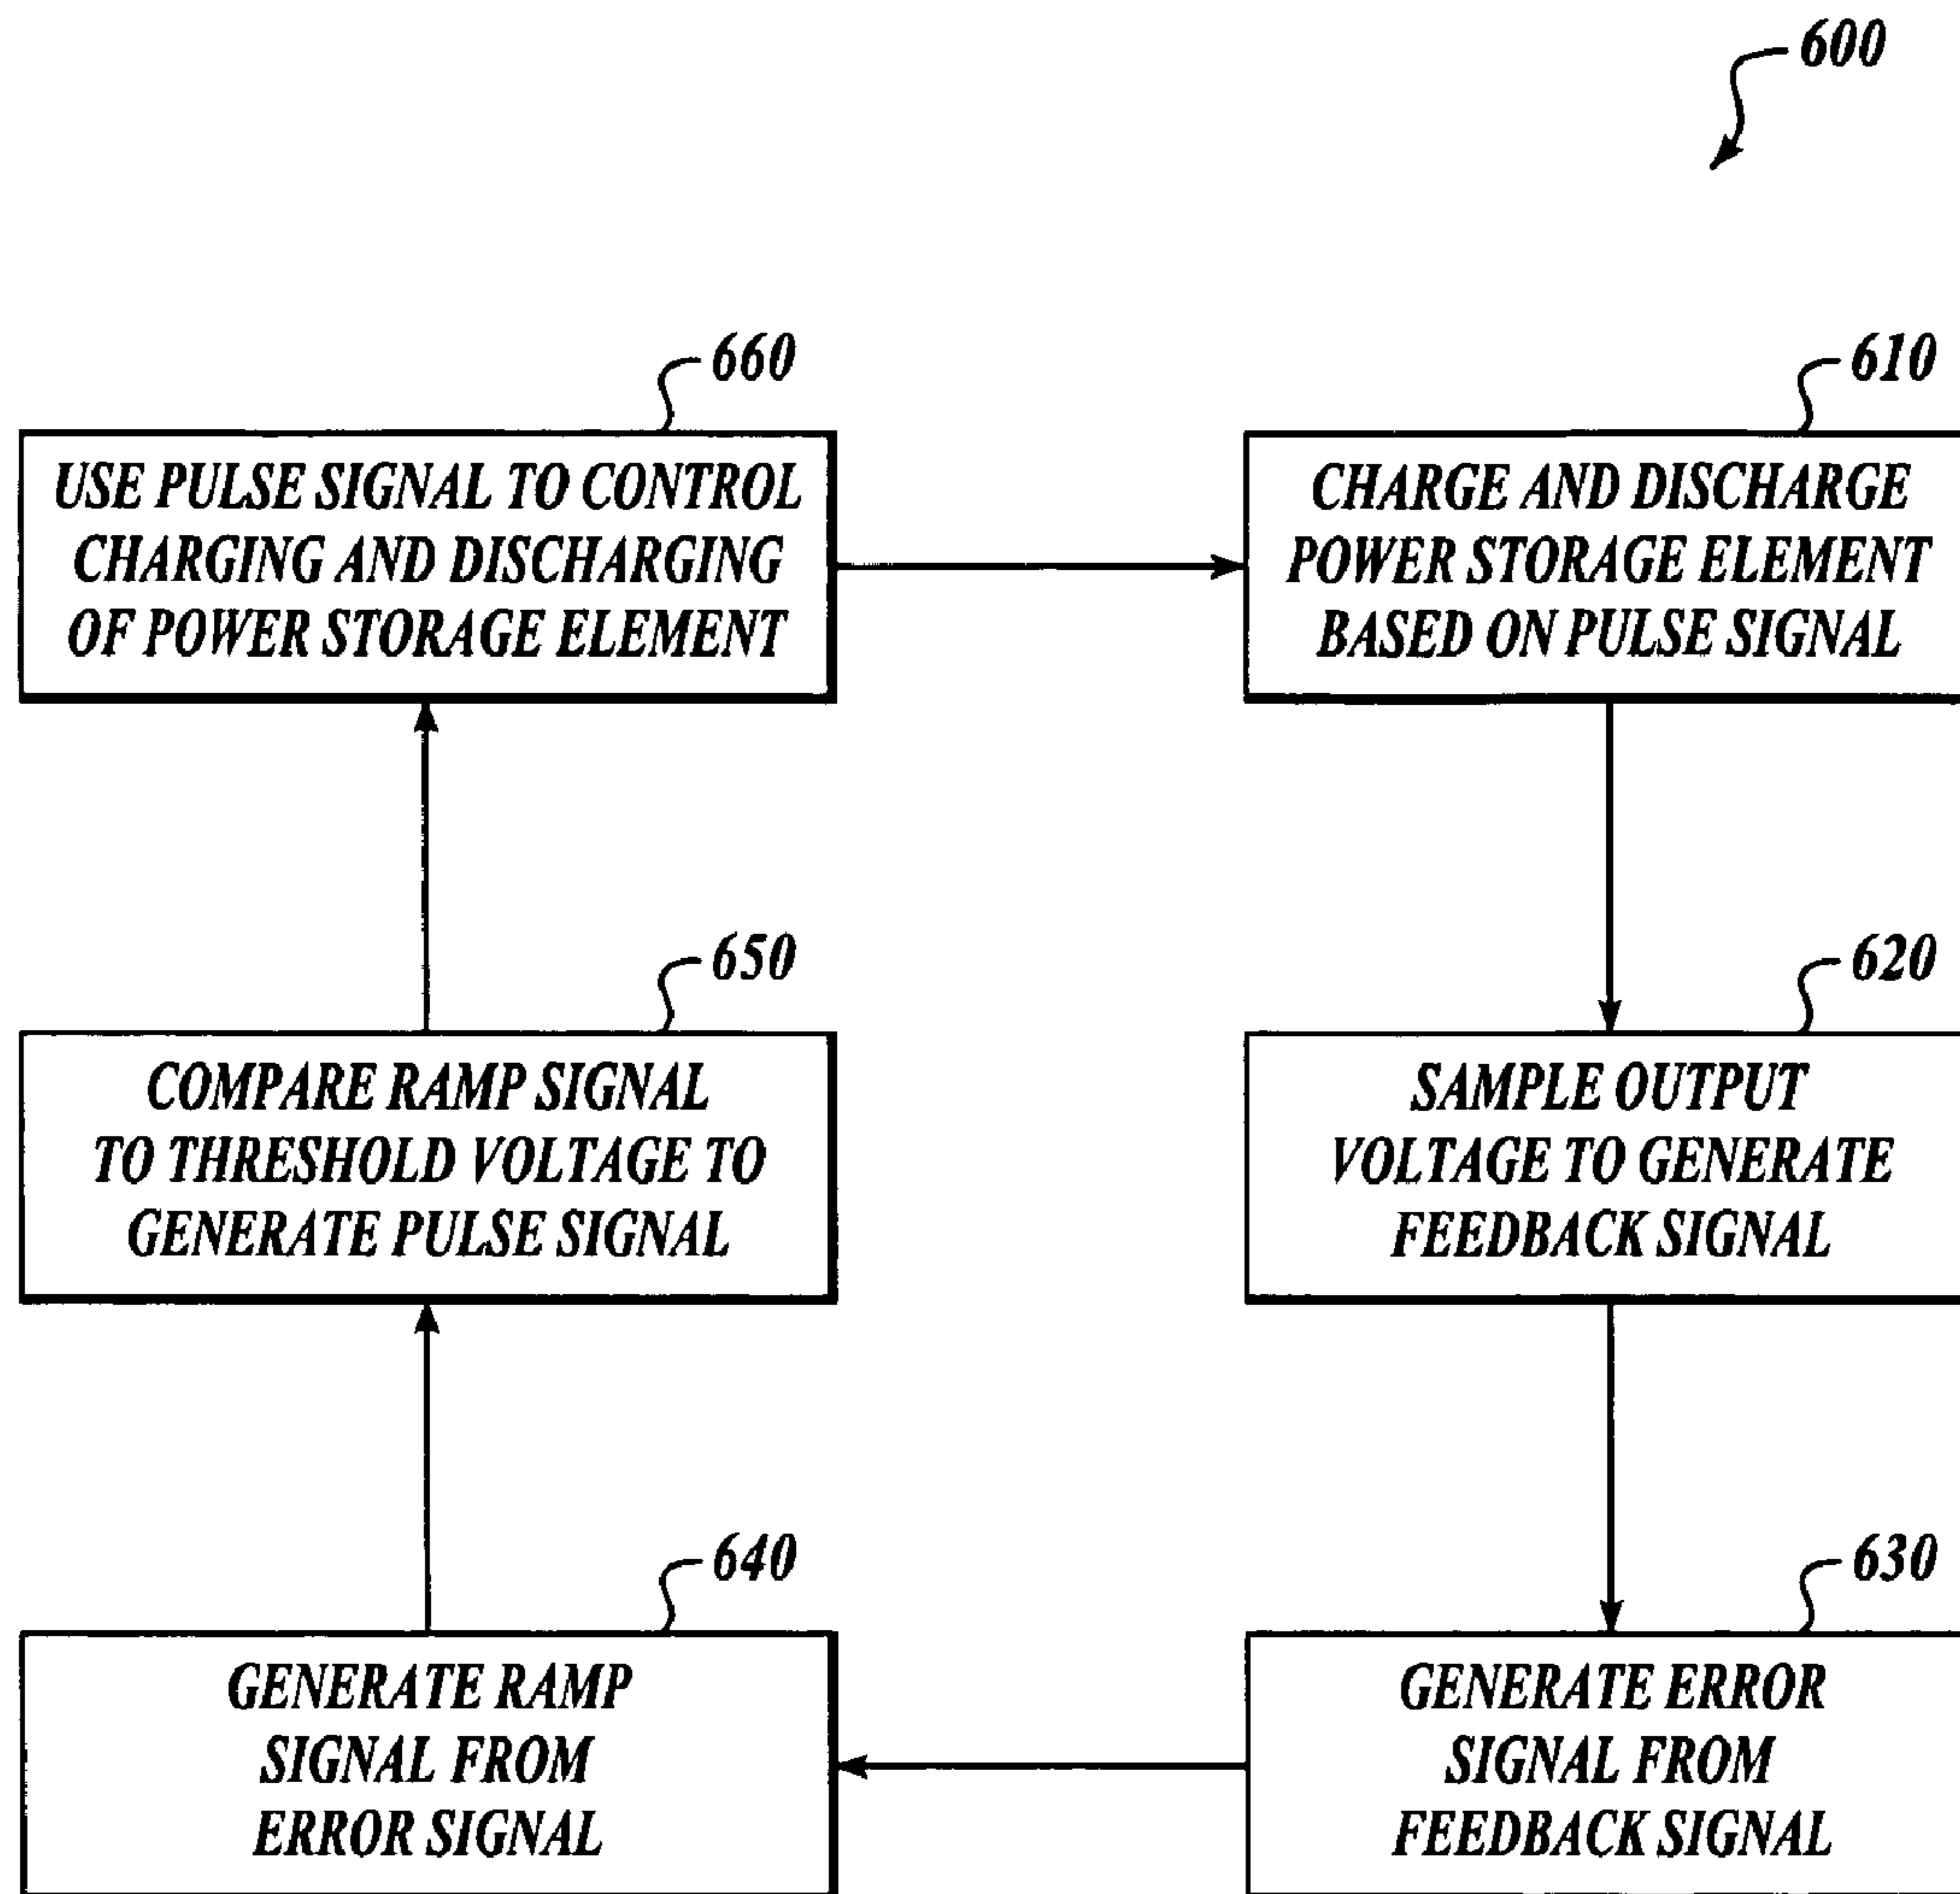 600
660
USE PULSE SIGNAL TO CONTROL
CHARGING AND DISCHARGING
OF POWER STORAGE ELEMENT
610
CHARGE AND DISCHARGE
POWER STORAGE ELEMENT
BASED ON PULSE SIGNAL
650
COMPARE RAMP SIGNAL
TO THRESHOLD VOLTAGE TO
GENERATE PULSE SIGNAL
620
SAMPLE OUTPUT
VOLTAGE TO GENERATE
FEEDBACK SIGNAL
640
GENERATE RAMP
SIGNAL FROM
ERROR SIGNAL
630
GENERATE ERROR
SIGNAL FROM
FEEDBACK SIGNAL